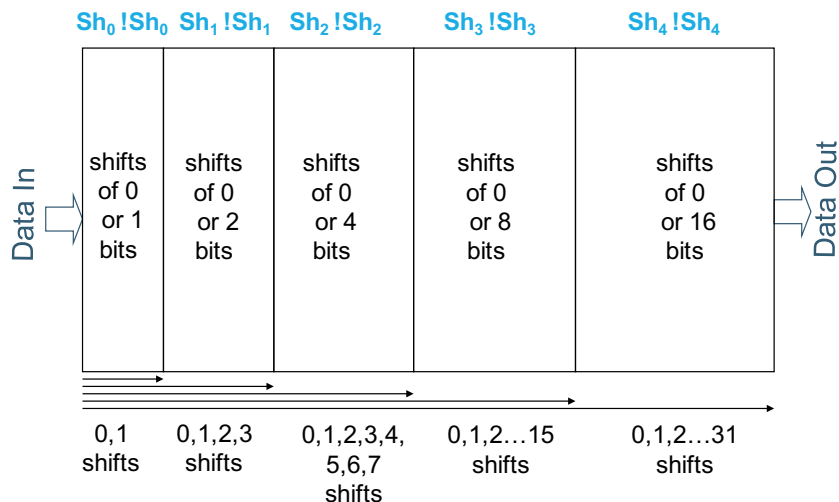 Sh₀ !Sh₀ Sh₁ !Sh₁ Sh₂ !Sh₂ Sh₃ !Sh₃ Sh₄ !Sh₄
Data In
shifts
of 0
or 1
bits
shifts
of 0
or 2
bits
shifts
of 0
or 4
bits
shifts
of 0
or 8
bits
shifts
of 0
or 16
bits
Data Out
0,1
shifts
0,1,2,3
shifts
0,1,2,3,4,
5,6,7
shifts
0,1,2…15
shifts
0,1,2…31
shifts